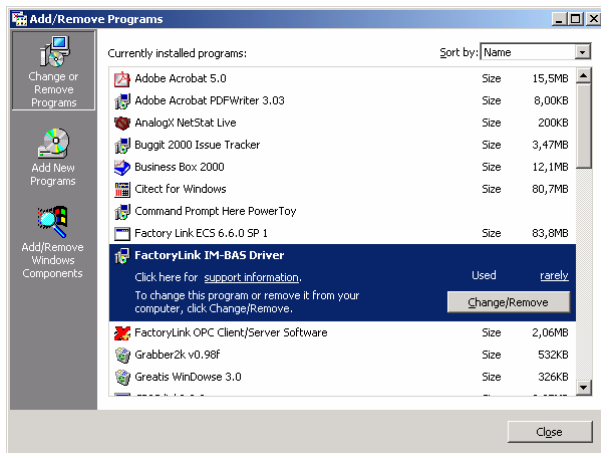 Add/Remove Programs
Change or
Remove
Programs
Add New
Programs
Add/Remove
Windows
Components
Currently installed programs:
Sort by: Name
Adobe Acrobat 5.0 Size 15,5MB
Adobe Acrobat PDFWriter 3.03 Size 8,00KB
AnalogX NetStat Live Size 200KB
Buggit 2000 Issue Tracker Size 3,47MB
Business Box 2000 Size 12,1MB
Citect for Windows Size 80,7MB
Command Prompt Here PowerToy
Factory Link ECS 6.6.0 SP 1 Size 83,8MB
FactoryLink IM-BAS Driver
Click here for support information. Used rarely
To change this program or remove it from your
computer, click Change/Remove.
Change/Remove
FactoryLink OPC Client/Server Software Size 2,06MB
Grabber2k v0.98f Size 532KB
Greatis WinDowse 3.0 Size 326KB
Close